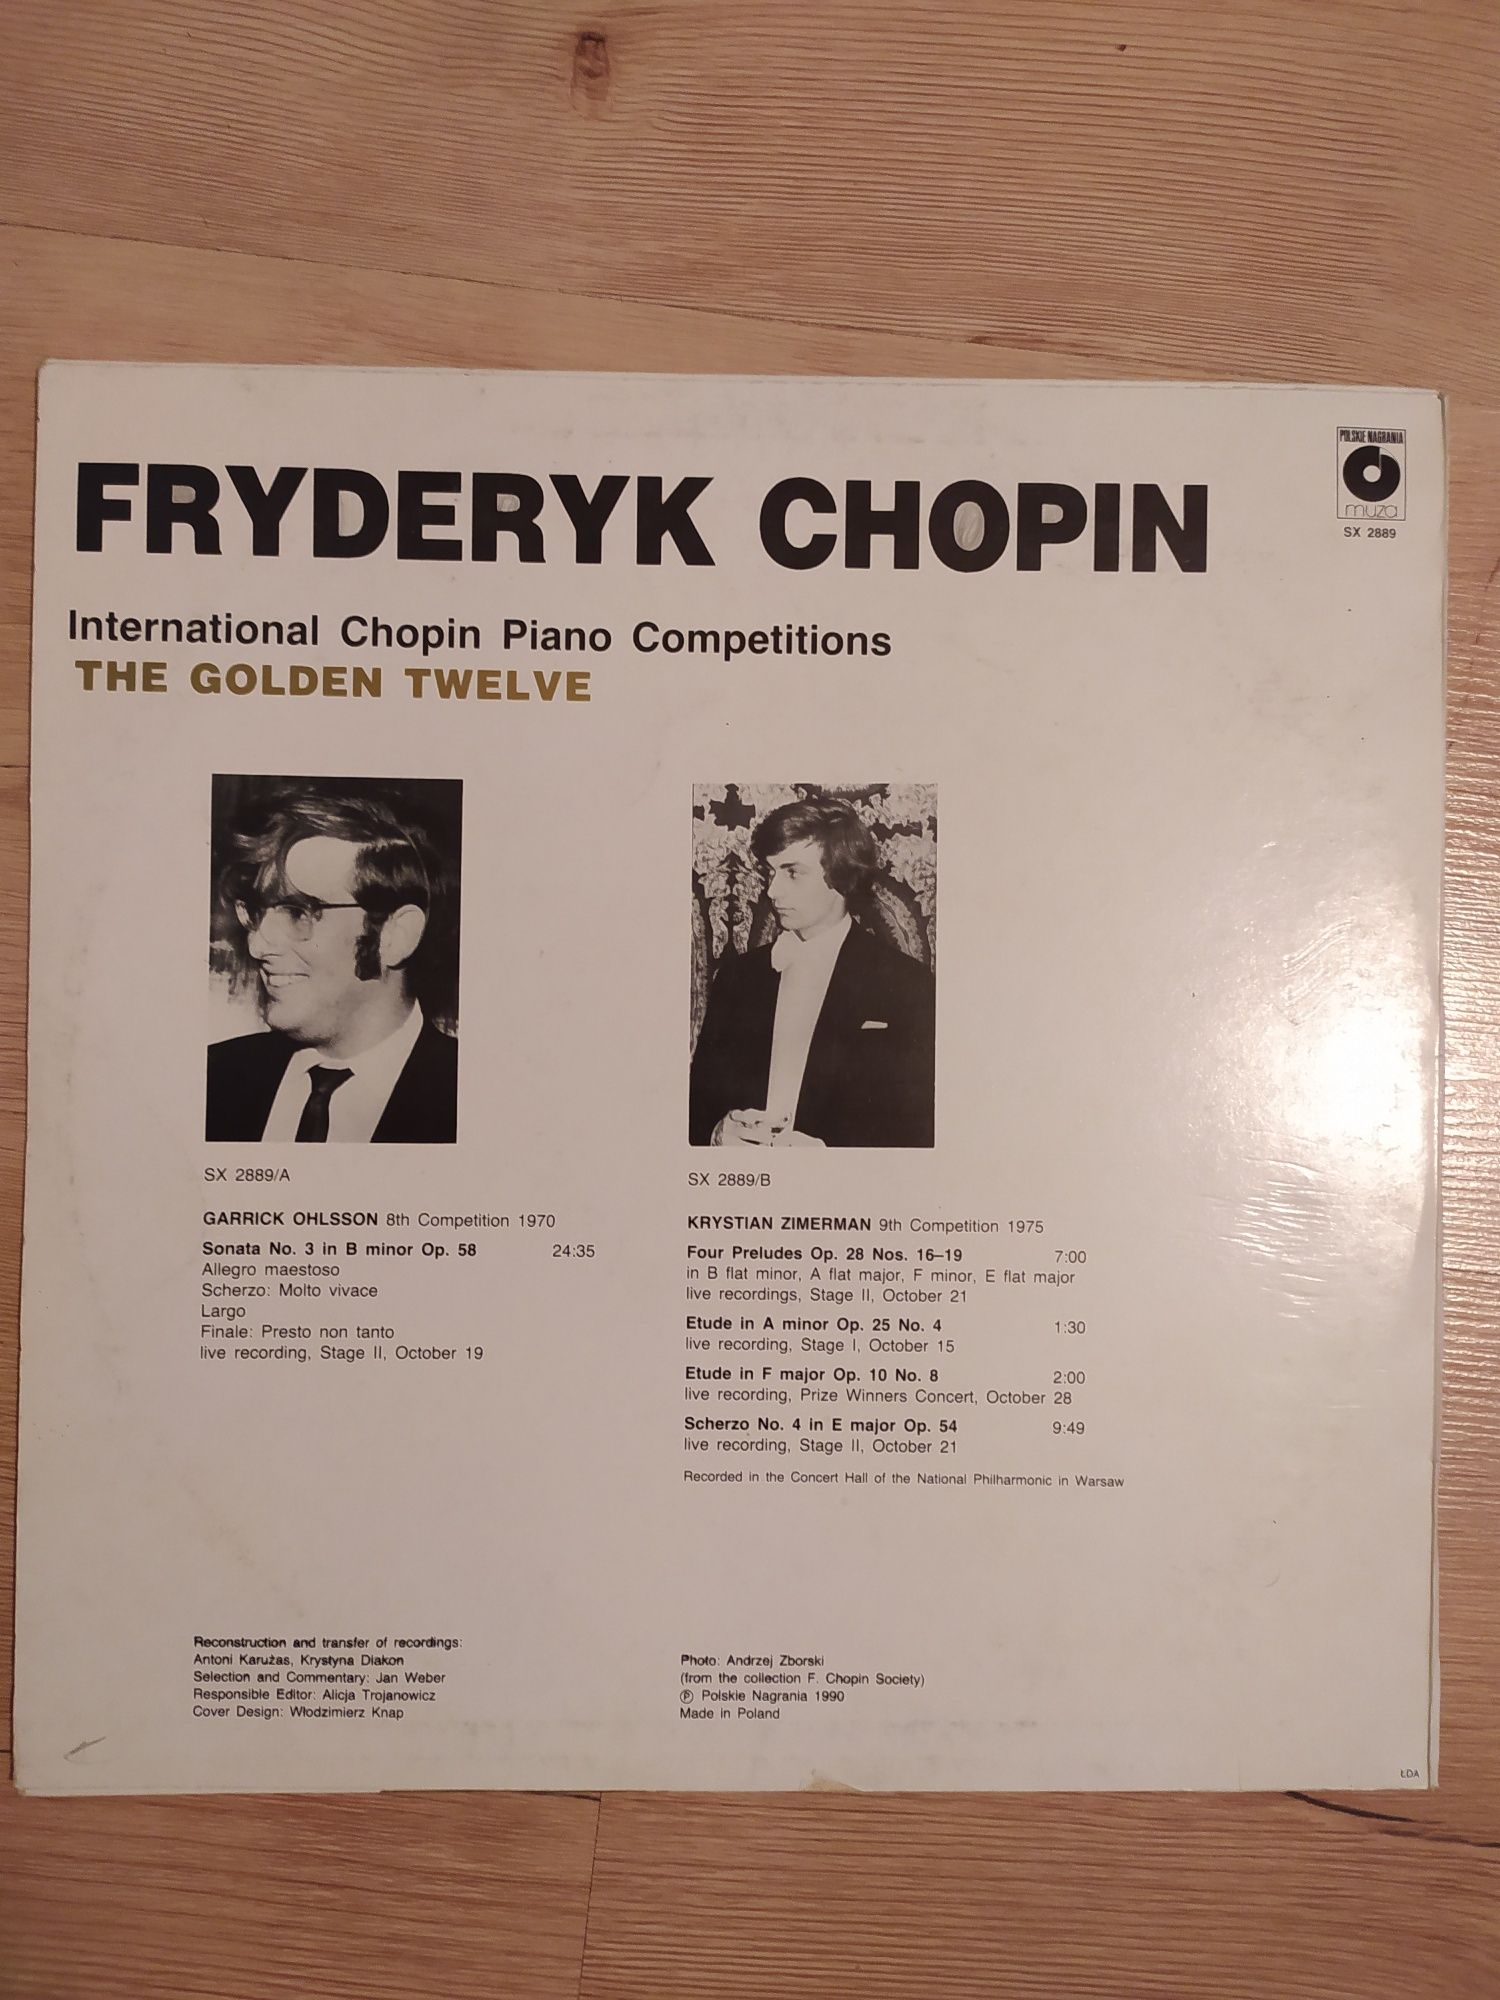 POLSKIE NAGRANIA
muza
SX 2889
FRYDERYK CHOPIN
International Chopin Piano Competitions
THE GOLDEN TWELVE
SX 2889/A
GARRICK OHLSSON 8th Competition 1970
Sonata No. 3 in B minor Op. 58 24:35
Allegro maestoso
Scherzo: Molto vivace
Largo
Finale: Presto non tanto
live recording, Stage II, October 19
SX 2889/B
KRYSTIAN ZIMERMAN 9th Competition 1975
Four Preludes Op. 28 Nos. 16–19 7:00
in B flat minor, A flat major, F minor, E flat major
live recordings, Stage II, October 21
Etude in A minor Op. 25 No. 4 1:30
live recording, Stage I, October 15
Etude in F major Op. 10 No. 8 2:00
live recording, Prize Winners Concert, October 28
Scherzo No. 4 in E major Op. 54 9:49
live recording, Stage II, October 21
Recorded in the Concert Hall of the National Philharmonic in Warsaw
Reconstruction and transfer of recordings:
Antoni Karużas, Krystyna Diakon
Selection and Commentary: Jan Weber
Responsible Editor: Alicja Trojanowicz
Cover Design: Włodzimierz Knap
Photo: Andrzej Zborski
(from the collection F. Chopin Society)
℗ Polskie Nagrania 1990
Made in Poland
ŁDA